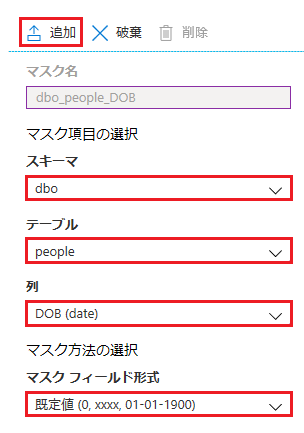 追加 破棄 削除
マスク名
dbo_people_DOB
マスク項目の選択
スキーマ
dbo
テーブル
people
列
DOB (date)
マスク方法の選択
マスク フィールド形式
既定値 (0, xxxx, 01-01-1900)